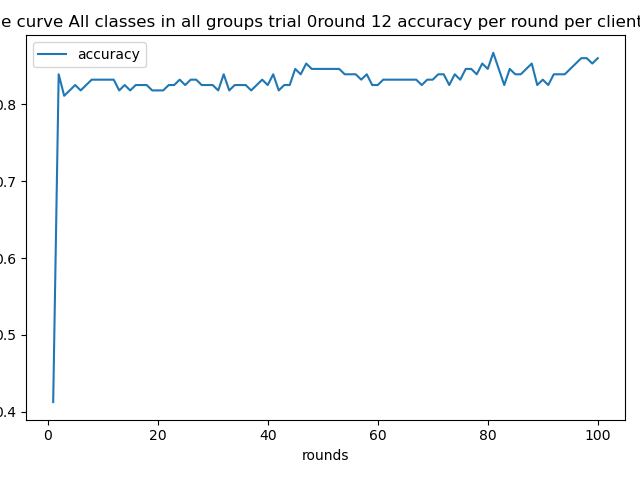 e curve All classes in all groups trial 0round 12 accuracy per round per client
accuracy
0.8
0.7
0.6
0.5
0.4
0 20 40 60 80 100
rounds